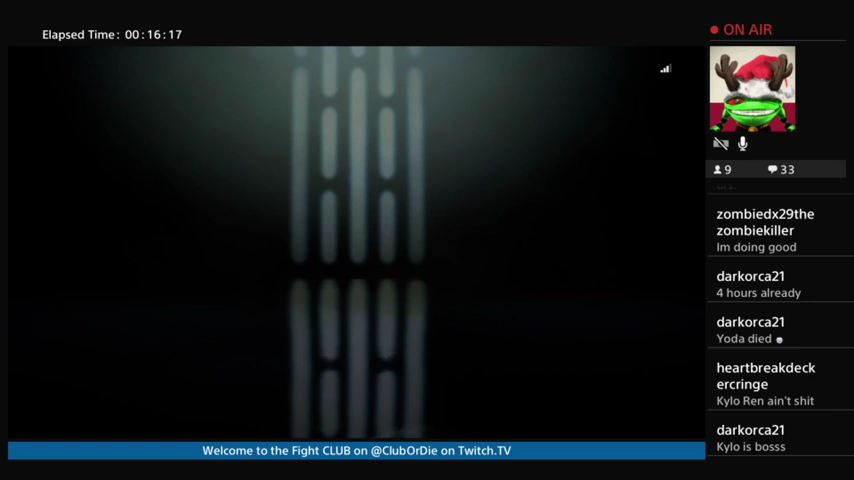 Elapsed Time: 00:16:17
ON AIR
9
33
zombiedx29the
zombiekiller
Im doing good
darkorca21
4 hours already
darkorca21
Yoda died
heartbreakdeck
ercringe
Kylo Ren ain't shit
darkorca21
Kylo is bosss
Welcome to the Fight CLUB on @ClubOrDie on Twitch.TV